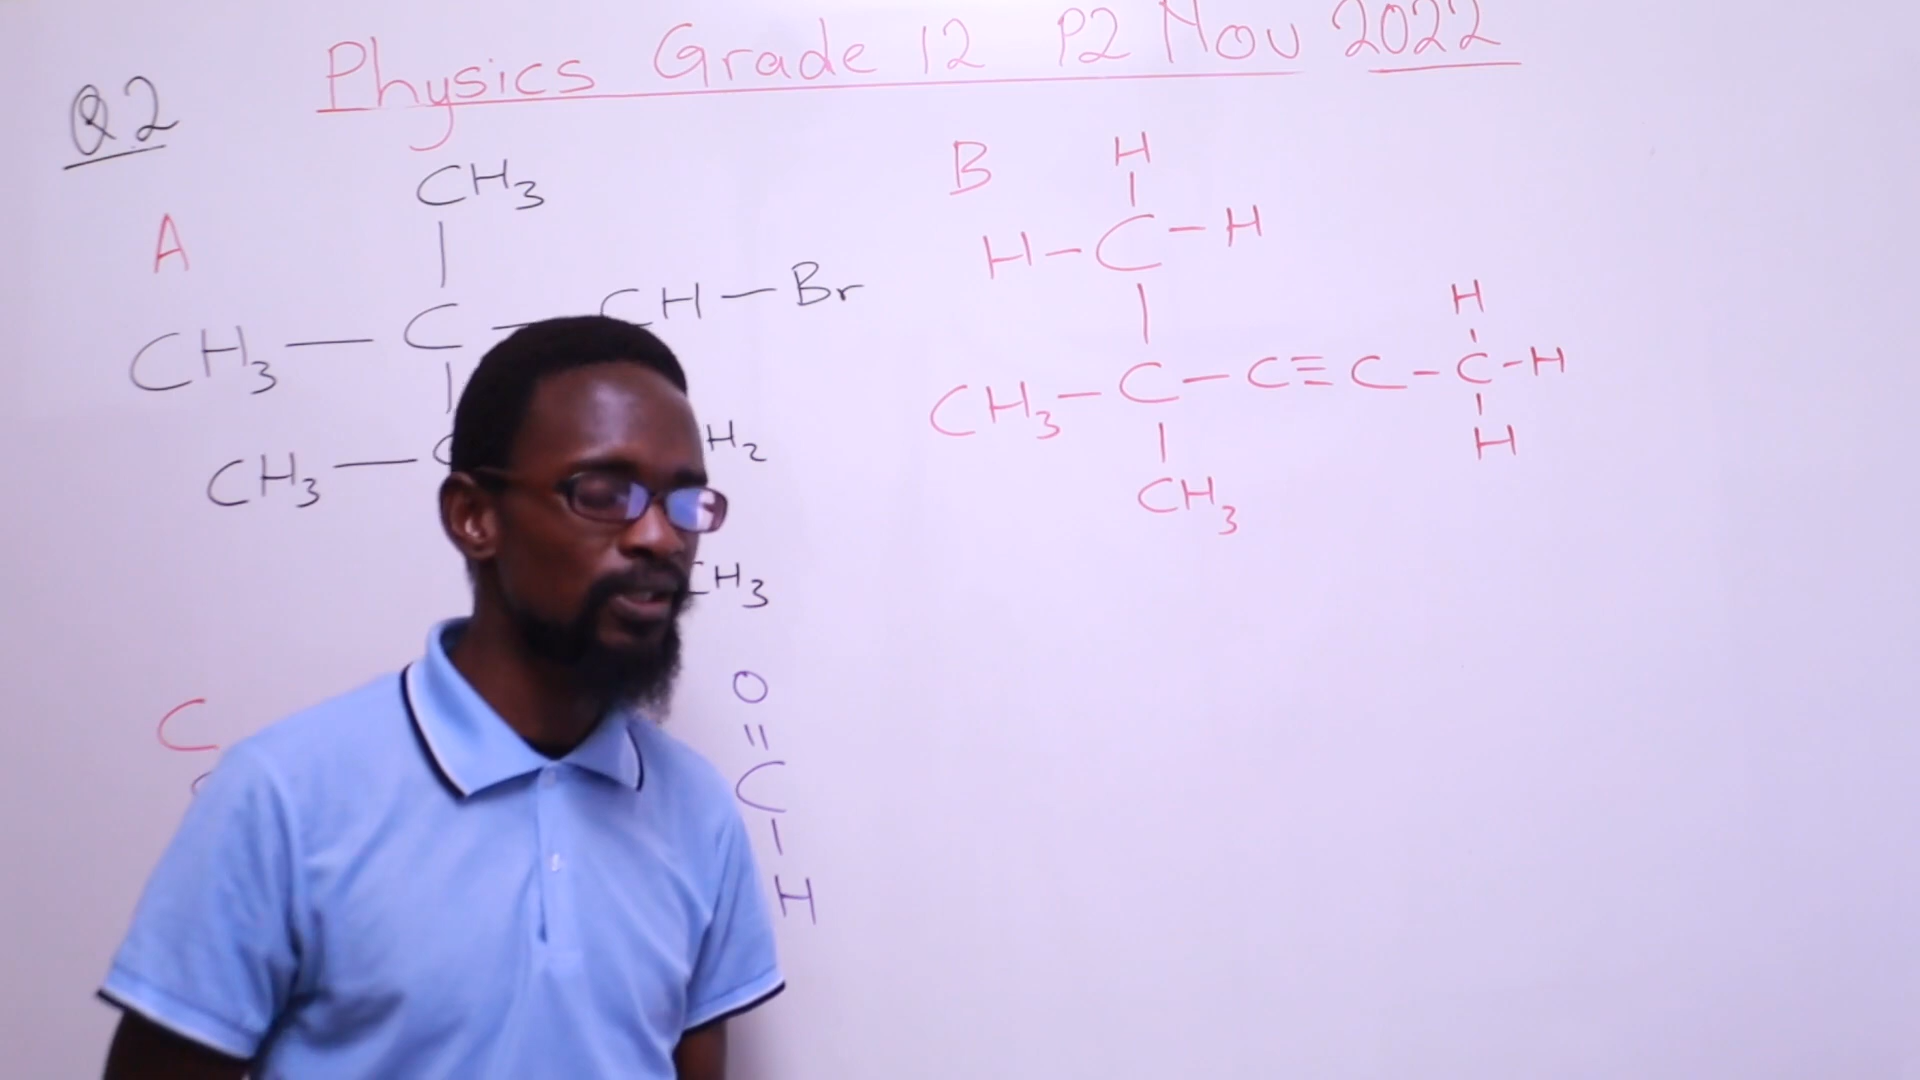 Physics Grade 12 P2 Nov 2022
Q2
A
CH3
CH3 — C — CH — Br
CH3 —
H2
CH3
B
H
H - C - H
CH3 - C - C ≡ C - C - H
H
H
CH3
C
O
C
H